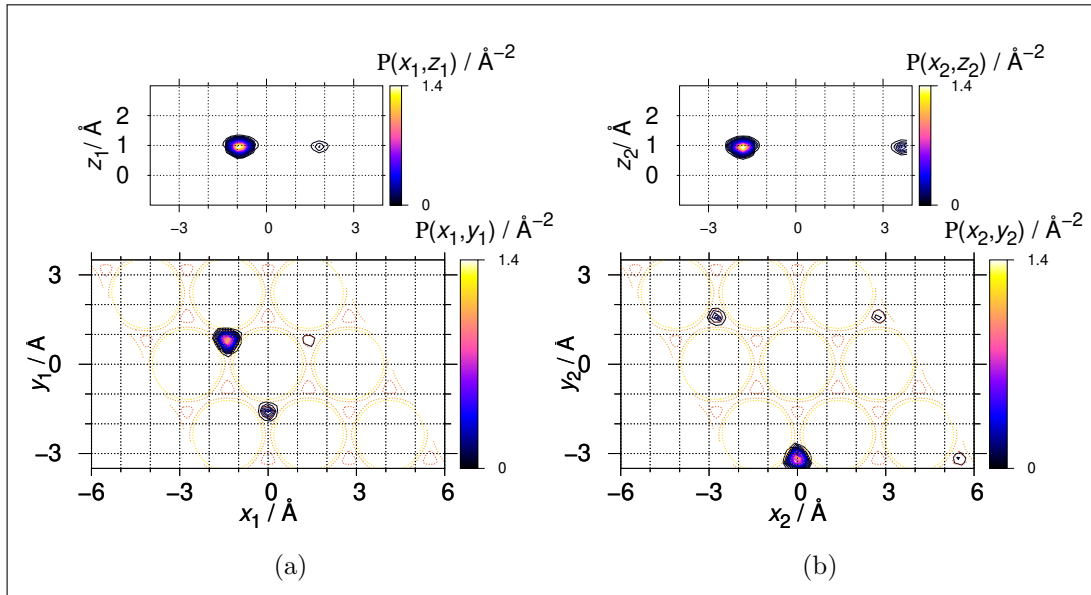 P(x₁,z₁) / Å⁻²
1.4
0
z₁/ Å
2
1
0
−3 0 3
P(x₁,y₁) / Å⁻²
1.4
0
y₁/ Å
3
0
−3
−6 −3 0 3 6
x₁ / Å
(a)
P(x₂,z₂) / Å⁻²
1.4
0
z₂/ Å
2
1
0
−3 0 3
P(x₂,y₂) / Å⁻²
1.4
0
y₂/ Å
3
0
−3
−6 −3 0 3 6
x₂ / Å
(b)